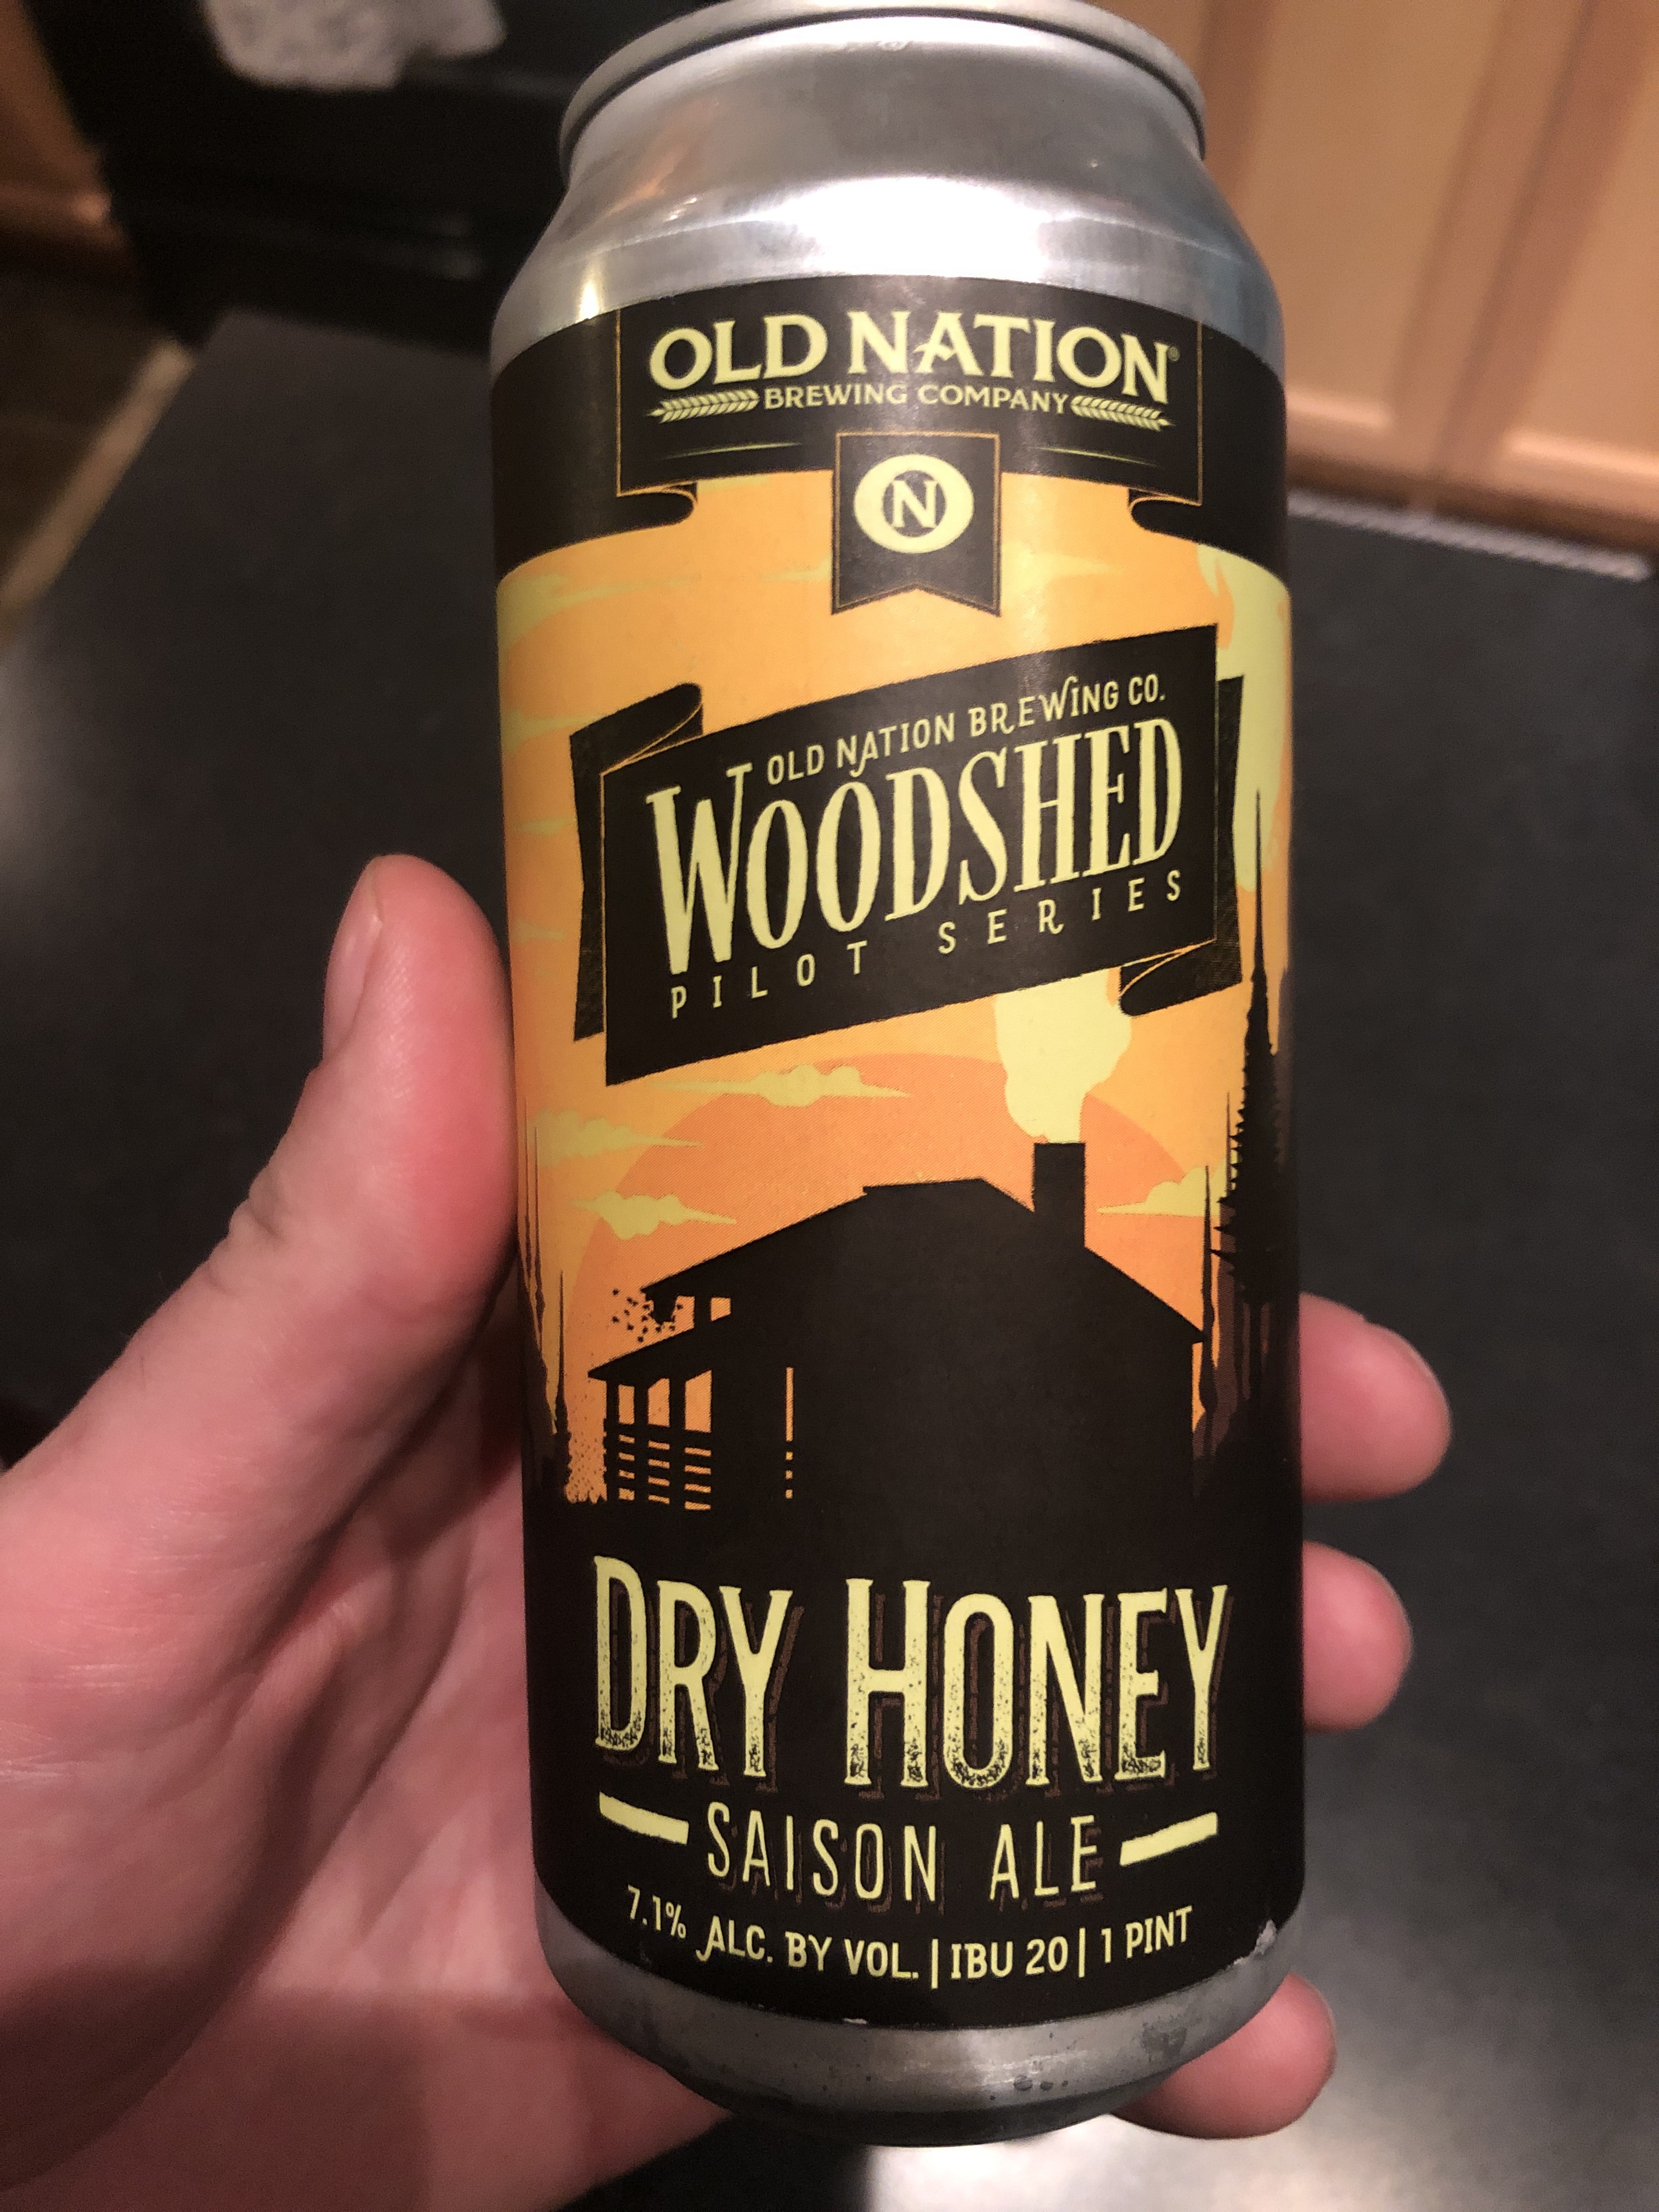 OLD NATION®
BREWING COMPANY
ON
OLD NATION BREWING CO.
WOODSHED
PILOT SERIES
DRY HONEY
SAISON ALE
7.1% ALC. BY VOL. | IBU 20 | 1 PINT